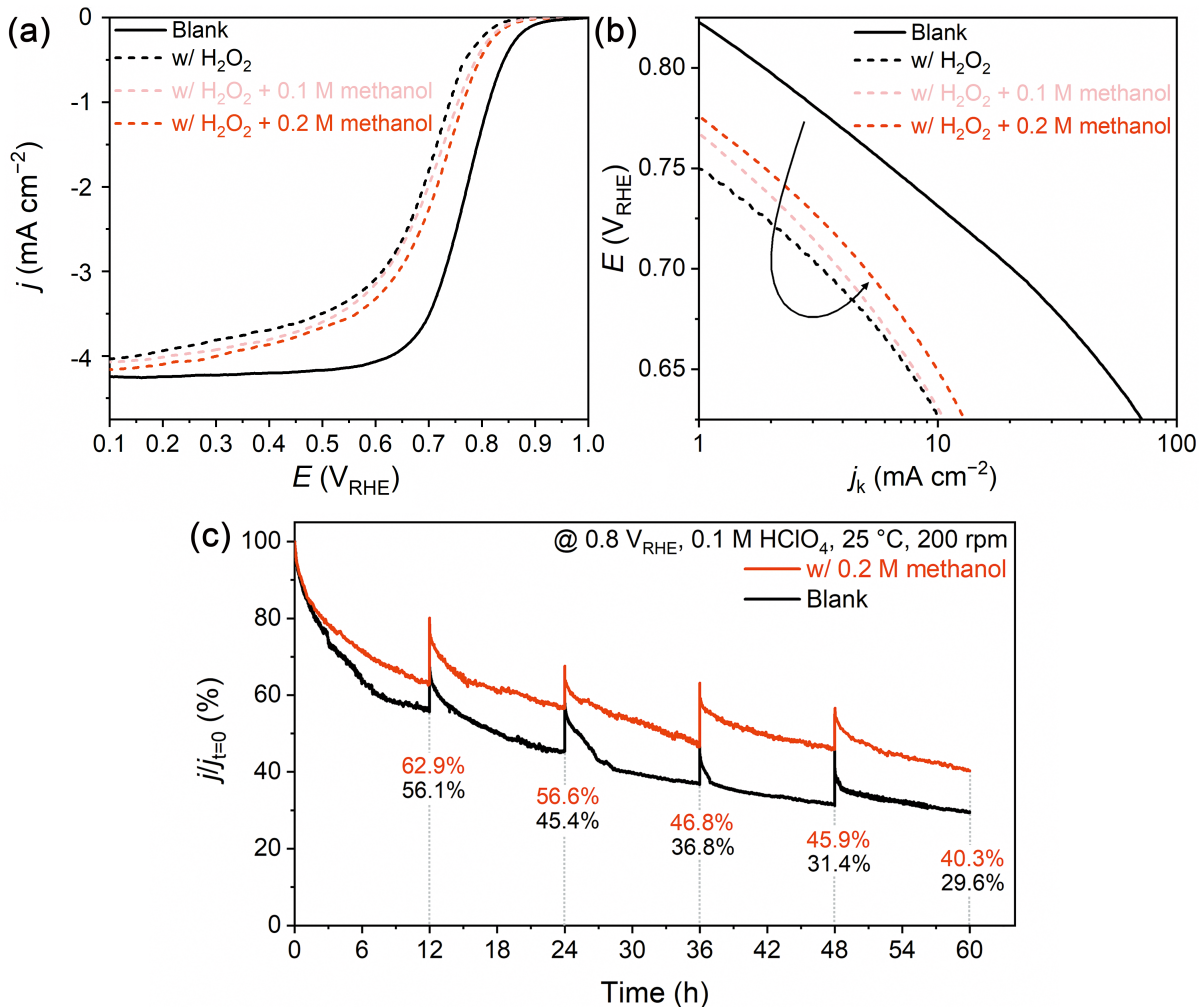 (a)
Blank
w/ H₂O₂
w/ H₂O₂ + 0.1 M methanol
w/ H₂O₂ + 0.2 M methanol
0
-1
-2
-3
-4
j (mA cm⁻²)
0.1 0.2 0.3 0.4 0.5 0.6 0.7 0.8 0.9 1.0
E (V_RHE)
(b)
Blank
w/ H₂O₂
w/ H₂O₂ + 0.1 M methanol
w/ H₂O₂ + 0.2 M methanol
0.80
0.75
0.70
0.65
E (V_RHE)
1 10 100
j_k (mA cm⁻²)
(c)
@ 0.8 V_RHE, 0.1 M HClO₄, 25 °C, 200 rpm
w/ 0.2 M methanol
Blank
100
80
60
40
20
0
j/j_t=0 (%)
62.9%
56.1%
56.6%
45.4%
46.8%
36.8%
45.9%
31.4%
40.3%
29.6%
0 6 12 18 24 30 36 42 48 54 60
Time (h)